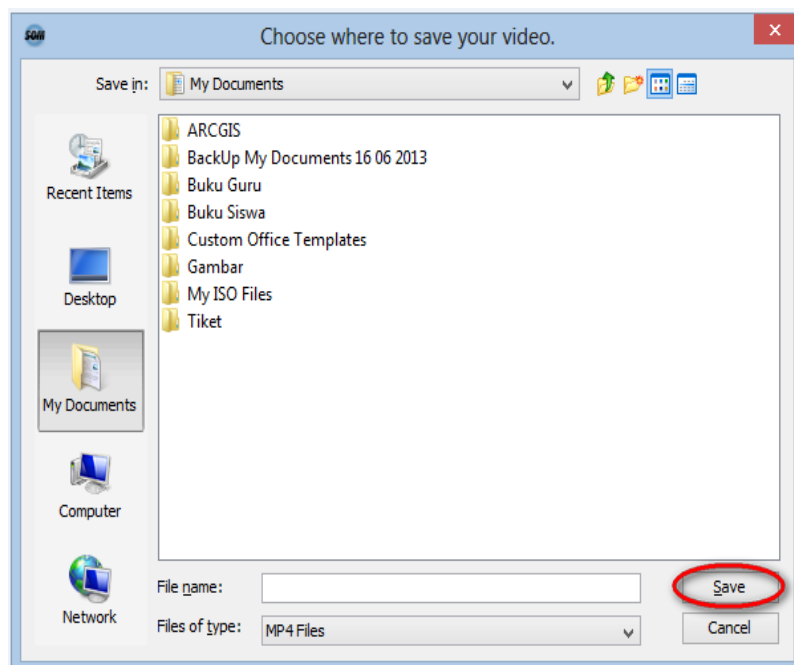 SOM
Choose where to save your video.
x
Save in:
My Documents
Recent Items
Desktop
My Documents
Computer
Network
ARCGIS
BackUp My Documents 16 06 2013
Buku Guru
Buku Siswa
Custom Office Templates
Gambar
My ISO Files
Tiket
File name:
Save
Files of type:
MP4 Files
Cancel